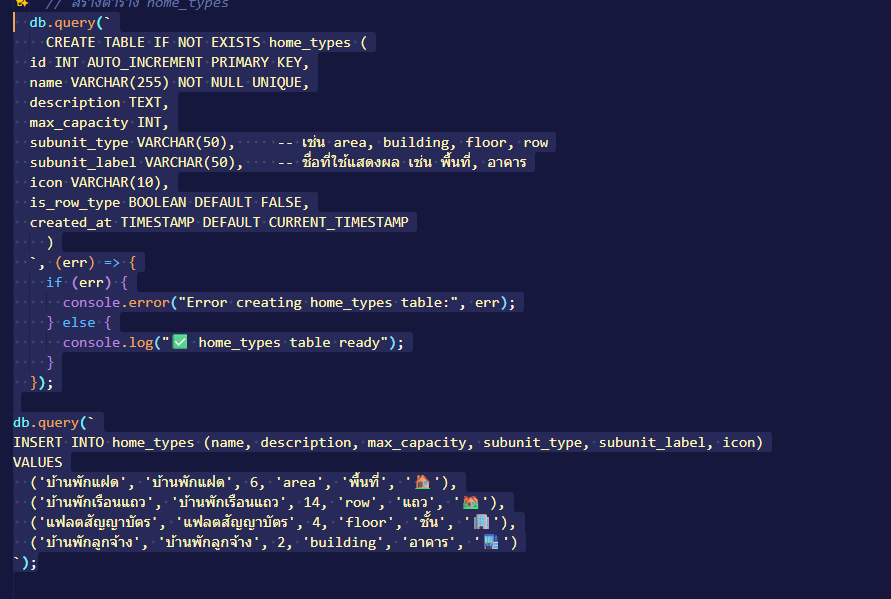 // สร้างตาราง home_types
db.query(`
CREATE TABLE IF NOT EXISTS home_types (
id INT AUTO_INCREMENT PRIMARY KEY,
name VARCHAR(255) NOT NULL UNIQUE,
description TEXT,
max_capacity INT,
subunit_type VARCHAR(50),     -- เช่น area, building, floor, row
subunit_label VARCHAR(50),    -- ชื่อที่ใช้แสดงผล เช่น พื้นที่, อาคาร
icon VARCHAR(10),
is_row_type BOOLEAN DEFAULT FALSE,
created_at TIMESTAMP DEFAULT CURRENT_TIMESTAMP
)
`, (err) => {
if (err) {
console.error("Error creating home_types table:", err);
} else {
console.log("✅ home_types table ready");
}
});
db.query(`
INSERT INTO home_types (name, description, max_capacity, subunit_type, subunit_label, icon)
VALUES
('บ้านพักแฝด', 'บ้านพักแฝด', 6, 'area', 'พื้นที่', '🏠'),
('บ้านพักเรือนแถว', 'บ้านพักเรือนแถว', 14, 'row', 'แถว', '🏘️'),
('แฟลตสัญญาบัตร', 'แฟลตสัญญาบัตร', 4, 'floor', 'ชั้น', '🏢'),
('บ้านพักลูกจ้าง', 'บ้านพักลูกจ้าง', 2, 'building', 'อาคาร', '🏬')
`);